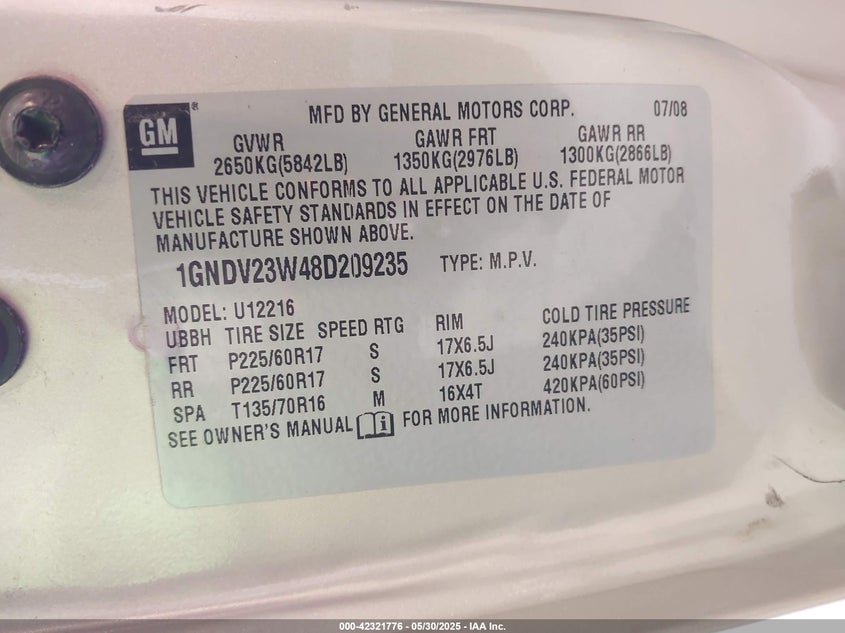 GM ®
MFD BY GENERAL MOTORS CORP. 07/08
GVWR GAWR FRT GAWR RR
2650KG(5842LB) 1350KG(2976LB) 1300KG(2866LB)
THIS VEHICLE CONFORMS TO ALL APPLICABLE U.S. FEDERAL MOTOR
VEHICLE SAFETY STANDARDS IN EFFECT ON THE DATE OF
MANUFACTURE SHOWN ABOVE.
1GNDV23W48D209235 TYPE: M.P.V.
MODEL: U12216
UBBH TIRE SIZE SPEED RTG RIM COLD TIRE PRESSURE
FRT P225/60R17 S 17X6.5J 240KPA(35PSI)
RR P225/60R17 S 17X6.5J 240KPA(35PSI)
SPA T135/70R16 M 16X4T 420KPA(60PSI)
SEE OWNER'S MANUAL i FOR MORE INFORMATION.
000-42321776 - 05/30/2025 - IAA Inc.